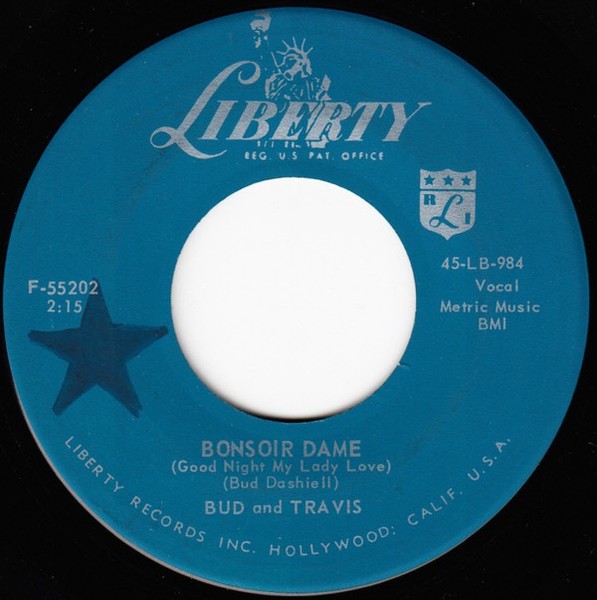 LIBERTY
REG. U.S. PAT. OFFICE
R L I
45-LB-984
Vocal
Metric Music
BMI
F-55202
2:15
BONSOIR DAME
(Good Night My Lady Love)
(Bud Dashiell)
BUD and TRAVIS
LIBERTY RECORDS INC. HOLLYWOOD; CALIF. U.S.A.